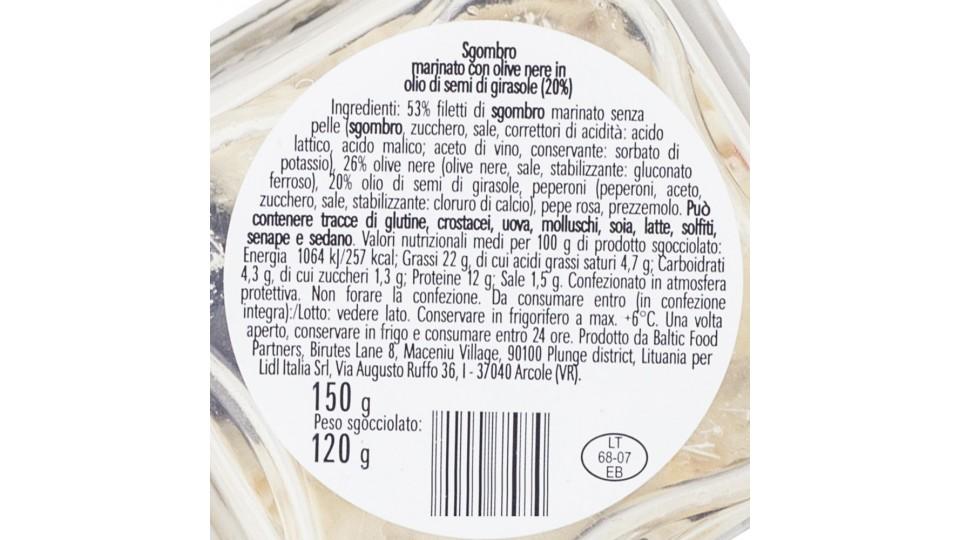 Sgombro
marinato con olive nere in
olio di semi di girasole (20%)
Ingredienti: 53% filetti di sgombro marinato senza
pelle (sgombro, zucchero, sale, correttori di acidità: acido
lattico, acido malico; aceto di vino, conservante: sorbato di
potassio), 26% olive nere (olive nere, sale, stabilizzante: gluconato
ferroso), 20% olio di semi di girasole, peperoni (peperoni, aceto,
zucchero, sale, stabilizzante: cloruro di calcio), pepe rosa, prezzemolo. Può
contenere tracce di glutine, crostacei, uova, molluschi, soia, latte, solfiti,
senape e sedano. Valori nutrizionali medi per 100 g di prodotto sgocciolato:
Energia 1064 kJ/257 kcal; Grassi 22 g, di cui acidi grassi saturi 4,7 g; Carboidrati
4,3 g, di cui zuccheri 1,3 g; Proteine 12 g; Sale 1,5 g. Confezionato in atmosfera
protettiva. Non forare la confezione. Da consumare entro (in confezione
integra):/Lotto: vedere lato. Conservare in frigorifero a max. +6°C. Una volta
aperto, conservare in frigo e consumare entro 24 ore. Prodotto da Baltic Food
Partners, Birutes Lane 8, Maceniu Village, 90100 Plunge district, Lituania per
Lidl Italia Srl, Via Augusto Ruffo 36, I - 37040 Arcole (VR).
150 g
Peso sgocciolato:
120 g
LT
68-07
EB